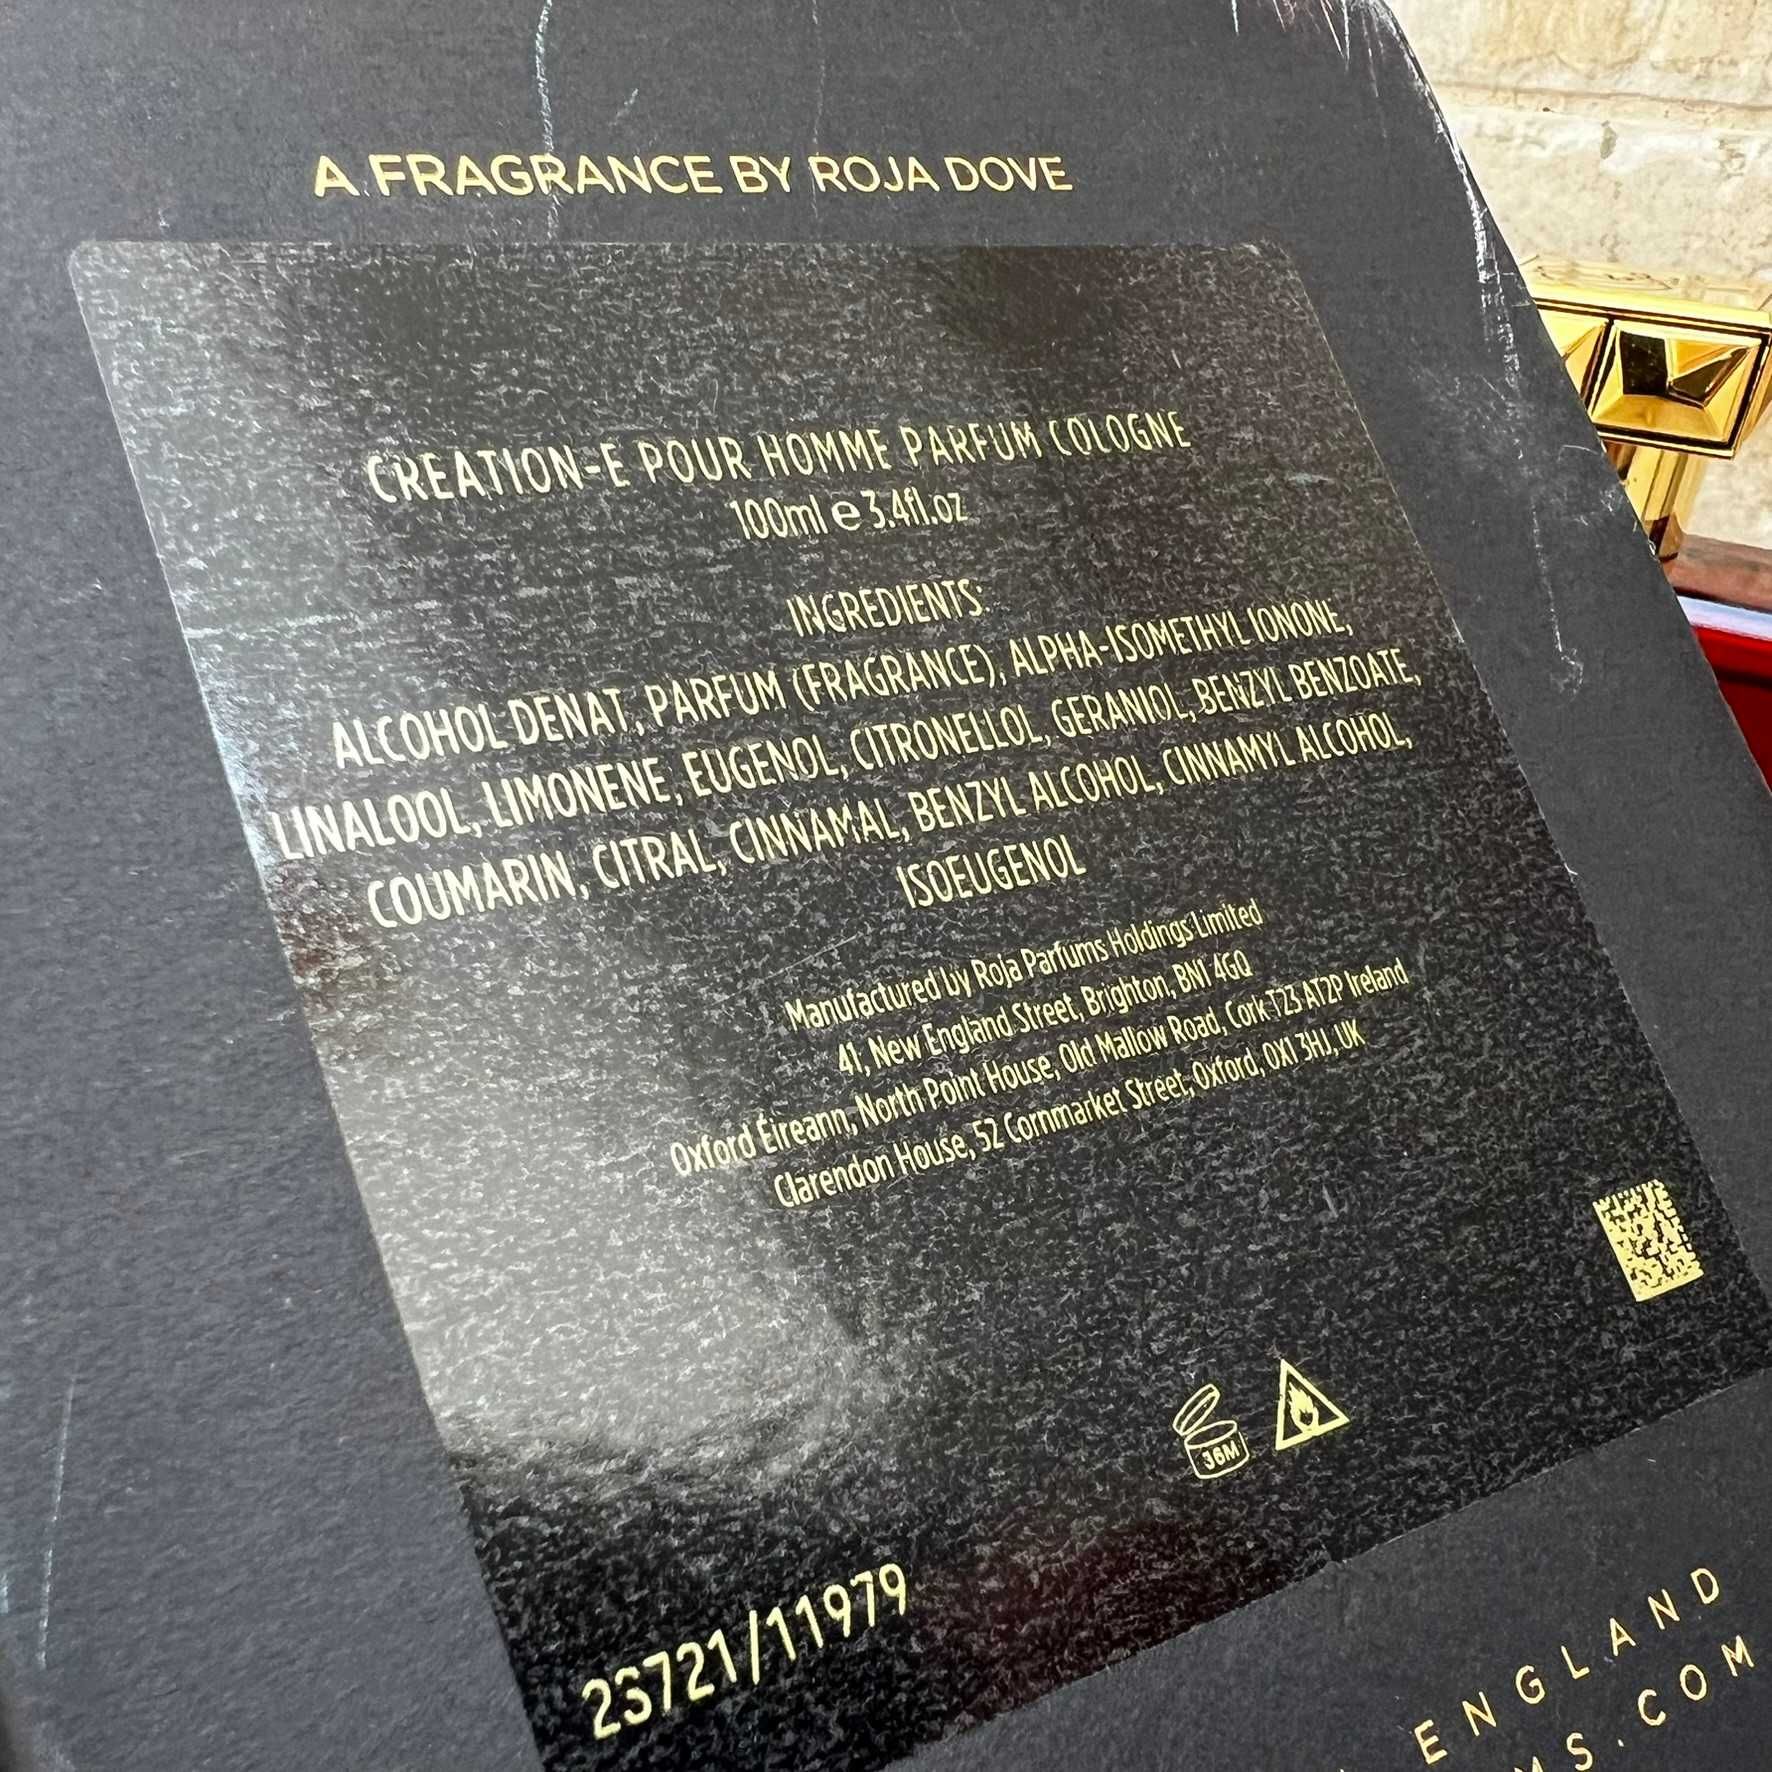 A FRAGRANCE BY ROJA DOVE
CREATION-E POUR HOMME PARFUM COLOGNE
100ml e 3.4fl.oz
INGREDIENTS:
ALCOHOL DENAT, PARFUM (FRAGRANCE), ALPHA-ISOMETHYL IONONE,
LINALOOL, LIMONENE, EUGENOL, CITRONELLOL, GERANIOL, BENZYL BENZOATE,
COUMARIN, CITRAL, CINNAMAL, BENZYL ALCOHOL, CINNAMYL ALCOHOL,
ISOEUGENOL
Manufactured by Roja Parfums Holdings Limited
41, New England Street, Brighton, BN1 4GQ
Oxford Éireann, North Point House, Old Mallow Road, Cork T23 AT2P Ireland
Clarendon House, 52 Cornmarket Street, Oxford, OX1 3HJ, UK
36M
23721/11979
ENGLAND
MS.COM